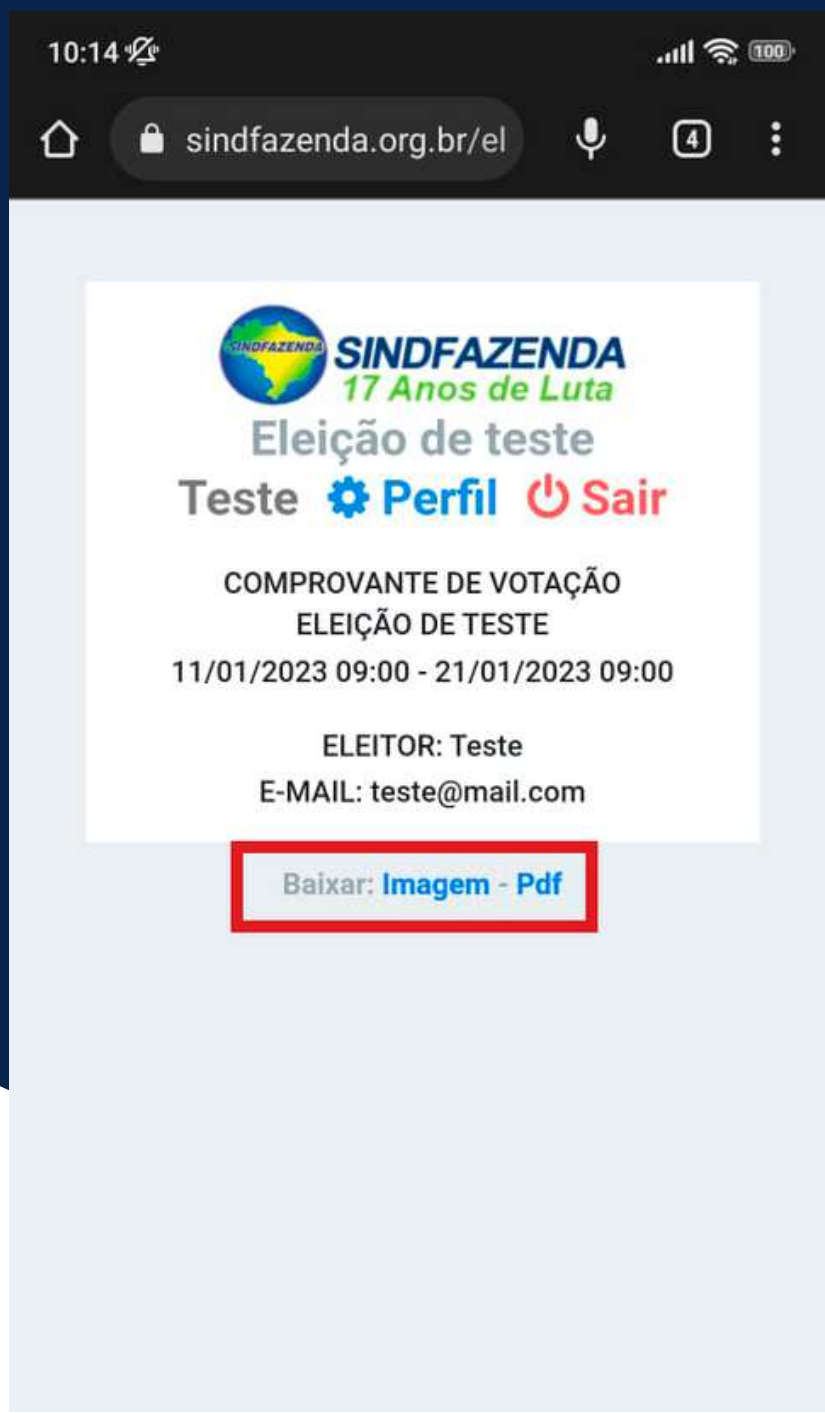 10:14
100
sindfazenda.org.br/el
4
SINDFAZENDA
SINDFAZENDA
17 Anos de Luta
Eleição de teste
Teste Perfil Sair
COMPROVANTE DE VOTAÇÃO
ELEIÇÃO DE TESTE
11/01/2023 09:00 - 21/01/2023 09:00
ELEITOR: Teste
E-MAIL: teste@mail.com
Baixar: Imagem - Pdf